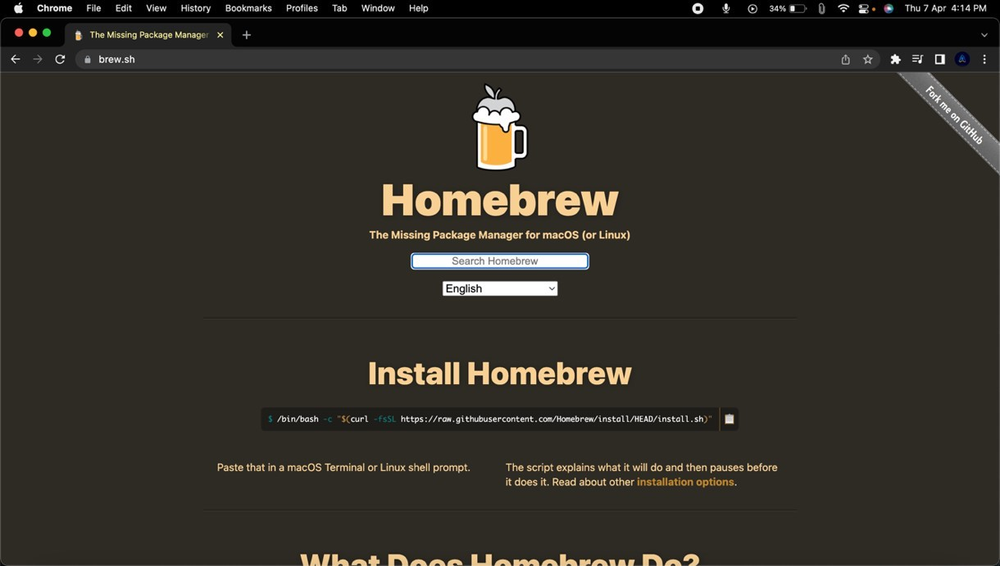 Chrome File Edit View History Bookmarks Profiles Tab Window Help 34% Thu 7 Apr 4:14 PM
The Missing Package Manager
brew.sh
Fork me on GitHub
Homebrew
The Missing Package Manager for macOS (or Linux)
Search Homebrew
English
Install Homebrew
$ /bin/bash -c "$(curl -fsSL https://raw.githubusercontent.com/Homebrew/install/HEAD/install.sh)"
Paste that in a macOS Terminal or Linux shell prompt.
The script explains what it will do and then pauses before
it does it. Read about other installation options.
What Does Homebrew Do?